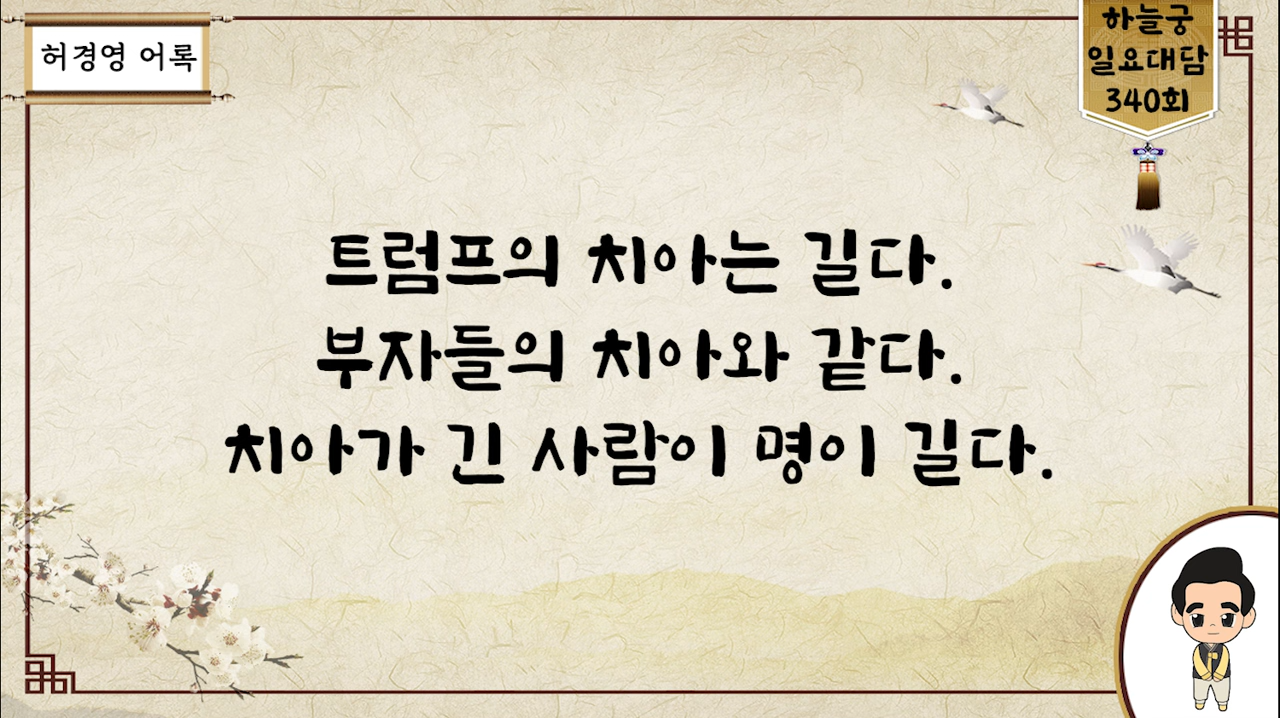 허경영 어록
하늘궁
일요대담
340회
트럼프의 치아는 길다.
부자들의 치아와 같다.
치아가 긴 사람이 명이 길다.